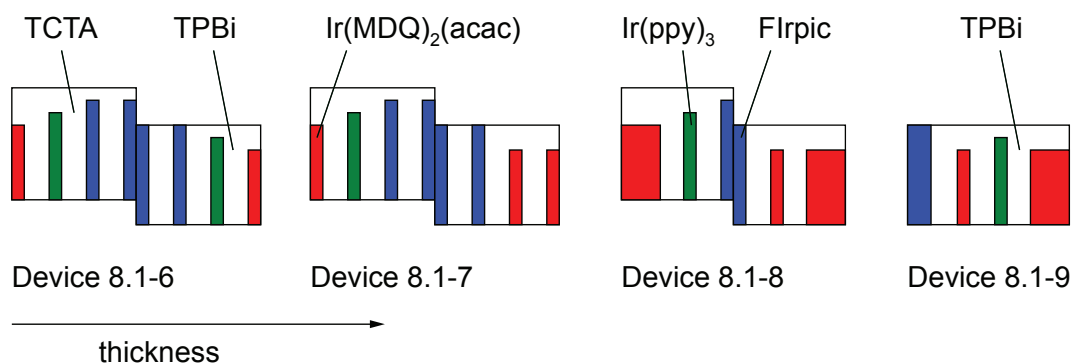 TCTA TPBi Ir(MDQ)₂(acac) Ir(ppy)₃ FIrpic TPBi
Device 8.1-6 Device 8.1-7 Device 8.1-8 Device 8.1-9
thickness